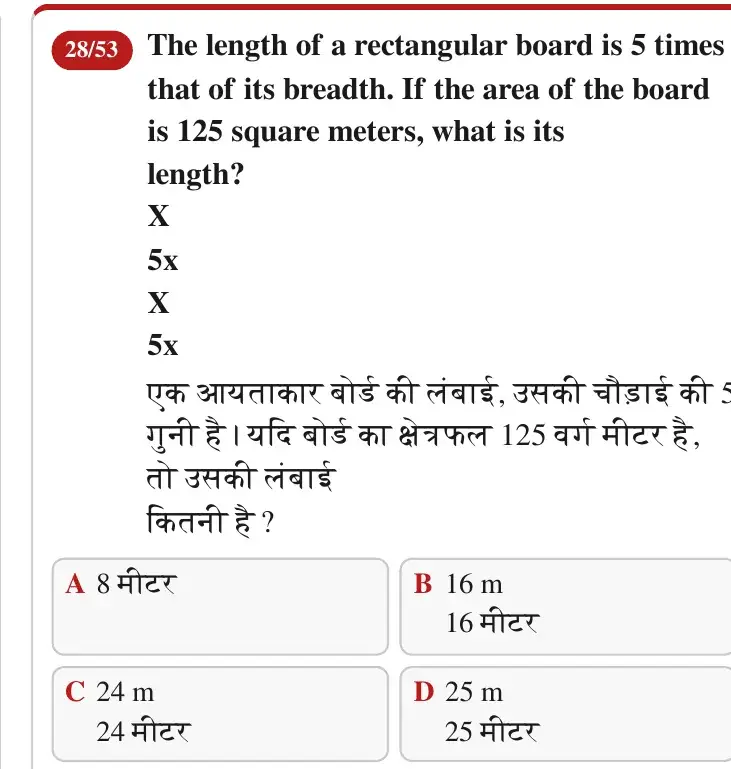 28/53 The length of a rectangular board is 5 times
that of its breadth. If the area of the board
is 125 square meters, what is its
length?
X
5x
X
5x
एक आयताकार बोर्ड की लंबाई, उसकी चौड़ाई की 5
गुनी है। यदि बोर्ड का क्षेत्रफल 125 वर्ग मीटर है,
तो उसकी लंबाई
कितनी है ?
A 8 मीटर
B 16 m
16 मीटर
C 24 m
24 मीटर
D 25 m
25 मीटर